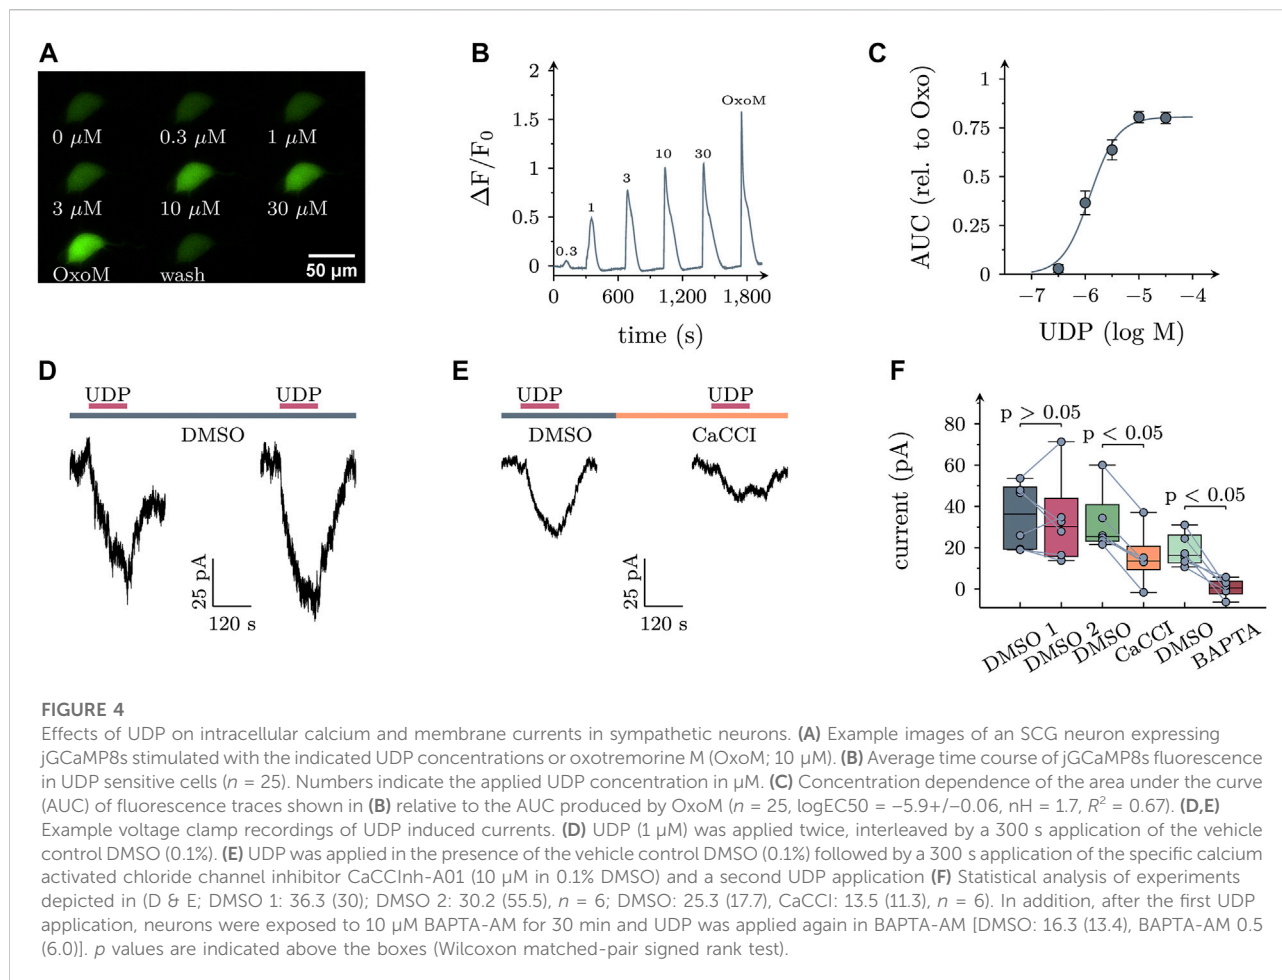 A
0 μM
0.3 μM
1 μM
3 μM
10 μM
30 μM
OxoM
wash
50 μm
B
ΔF/F0
2
1.5
1
0.5
0
0.3
1
3
10
30
OxoM
0
600
1,200
1,800
time (s)
C
AUC (rel. to Oxo)
1
0.75
0.5
0.25
0
−7
−6
−5
−4
UDP (log M)
D
UDP
UDP
DMSO
25 pA
120 s
E
UDP
UDP
DMSO
CaCCI
25 pA
120 s
F
current (pA)
80
60
40
20
0
p > 0.05
p < 0.05
p < 0.05
DMSO 1
DMSO 2
DMSO
CaCCI
DMSO
BAPTA
FIGURE 4
Effects of UDP on intracellular calcium and membrane currents in sympathetic neurons. (A) Example images of an SCG neuron expressing
jGCaMP8s stimulated with the indicated UDP concentrations or oxotremorine M (OxoM; 10 μM). (B) Average time course of jGCaMP8s fluorescence
in UDP sensitive cells (n = 25). Numbers indicate the applied UDP concentration in μM. (C) Concentration dependence of the area under the curve
(AUC) of fluorescence traces shown in (B) relative to the AUC produced by OxoM (n = 25, logEC50 = −5.9+/−0.06, nH = 1.7, R² = 0.67). (D,E)
Example voltage clamp recordings of UDP induced currents. (D) UDP (1 μM) was applied twice, interleaved by a 300 s application of the vehicle
control DMSO (0.1%). (E) UDP was applied in the presence of the vehicle control DMSO (0.1%) followed by a 300 s application of the specific calcium
activated chloride channel inhibitor CaCCInh-A01 (10 μM in 0.1% DMSO) and a second UDP application (F) Statistical analysis of experiments
depicted in (D & E; DMSO 1: 36.3 (30); DMSO 2: 30.2 (55.5), n = 6; DMSO: 25.3 (17.7), CaCCI: 13.5 (11.3), n = 6). In addition, after the first UDP
application, neurons were exposed to 10 μM BAPTA-AM for 30 min and UDP was applied again in BAPTA-AM [DMSO: 16.3 (13.4), BAPTA-AM 0.5
(6.0)]. p values are indicated above the boxes (Wilcoxon matched-pair signed rank test).